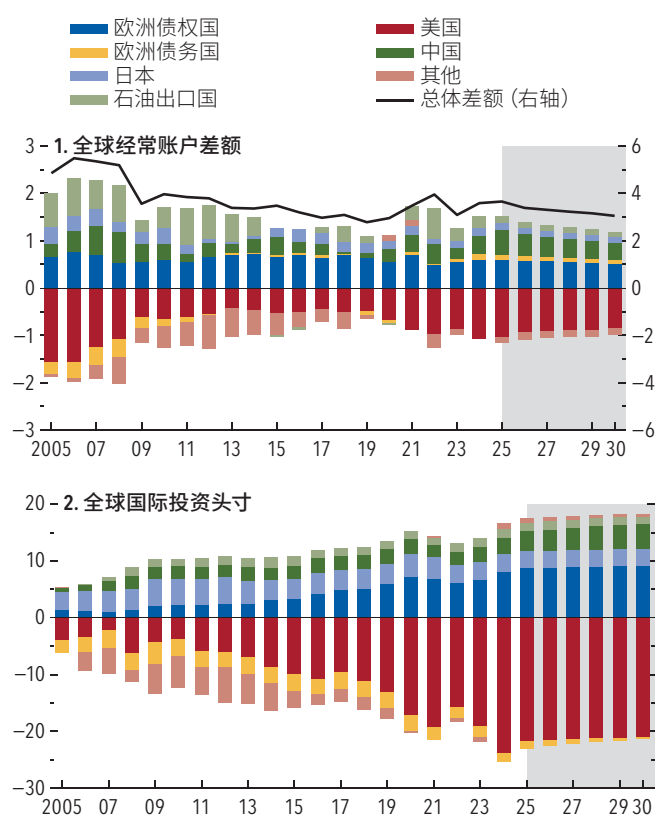 欧洲债权国 美国
欧洲债务国 中国
日本 其他
石油出口国 总体差额（右轴）
3 1. 全球经常账户差额 6
2 4
1 2
0 0
–1 –2
–2 –4
–3 –6
2005 07 09 11 13 15 17 19 21 23 25 27 29 30
20 2. 全球国际投资头寸
10
0
–10
–20
–30
2005 07 09 11 13 15 17 19 21 23 25 27 29 30